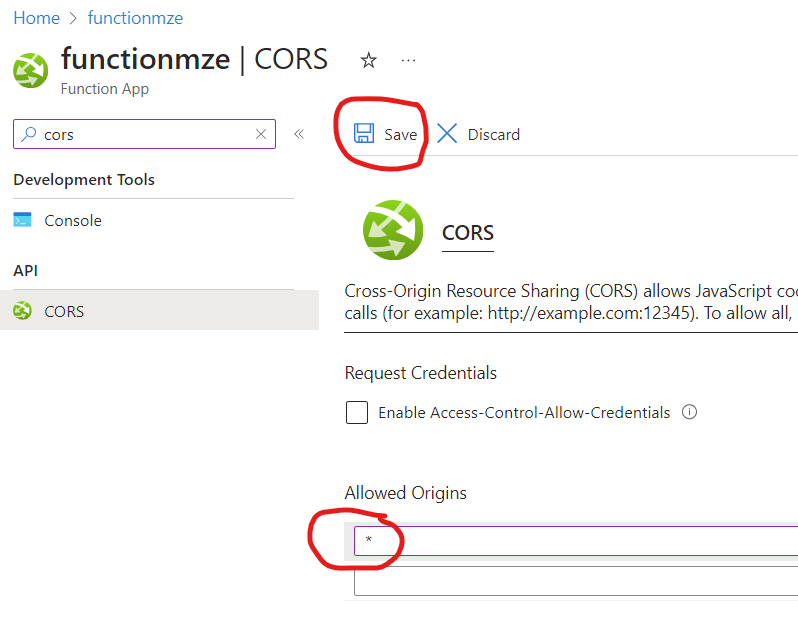 Home > functionmze
functionmze | CORS
Function App
cors
Save
Discard
Development Tools
Console
API
CORS
CORS
Cross-Origin Resource Sharing (CORS) allows JavaScript co
calls (for example: http://example.com:12345). To allow all,
Request Credentials
Enable Access-Control-Allow-Credentials
Allowed Origins
*